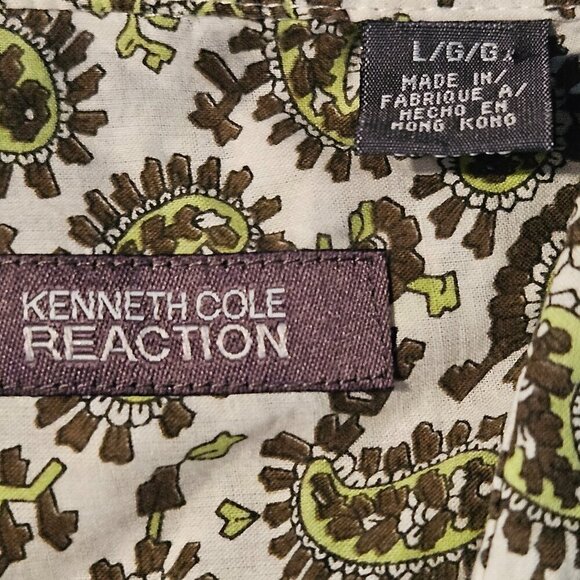 L/G/G
MADE IN/
FABRIQUE A/
HECHO EN
HONG KONG
KENNETH COLE
REACTION